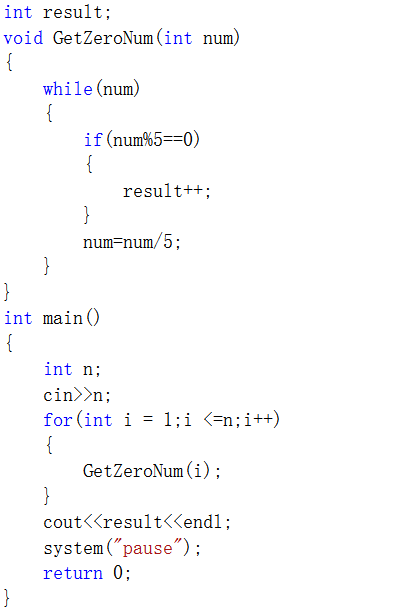 int result;
void GetZeroNum(int num)
{
    while(num)
    {
        if(num%5==0)
        {
            result++;
        }
        num=num/5;
    }
}
int main()
{
    int n;
    cin>>n;
    for(int i = 1;i <=n;i++)
    {
        GetZeroNum(i);
    }
    cout<<result<<endl;
    system("pause");
    return 0;
}